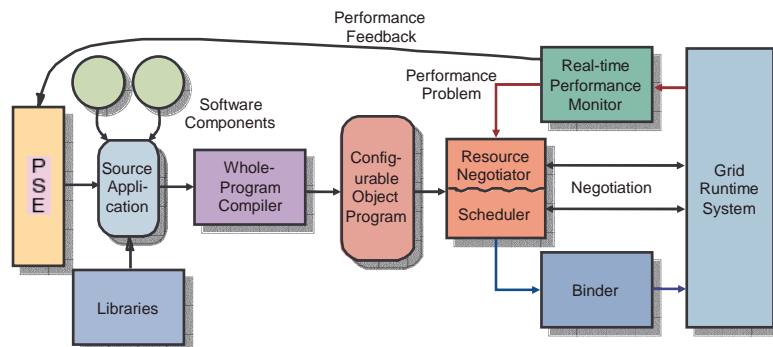 Performance
Feedback
Performance
Problem
Real-time
Performance
Monitor
Software
Components
P
S
E
Source
Appli-
cation
Whole-
Program
Compiler
Config-
urable
Object
Program
Resource
Negotiator
Scheduler
Negotiation
Grid
Runtime
System
Libraries
Binder